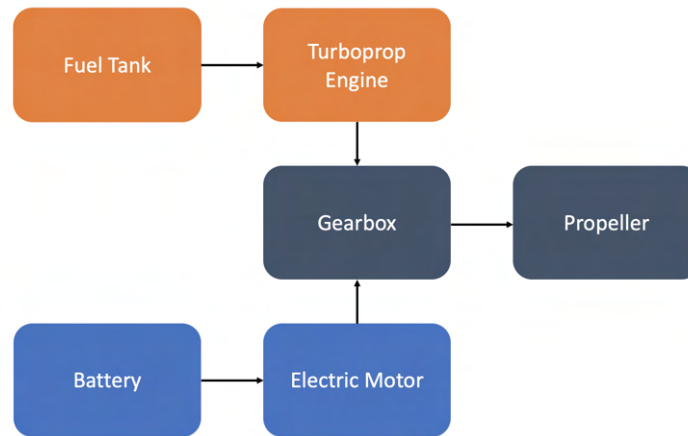 Fuel Tank
Turboprop
Engine
Gearbox
Propeller
Battery
Electric Motor